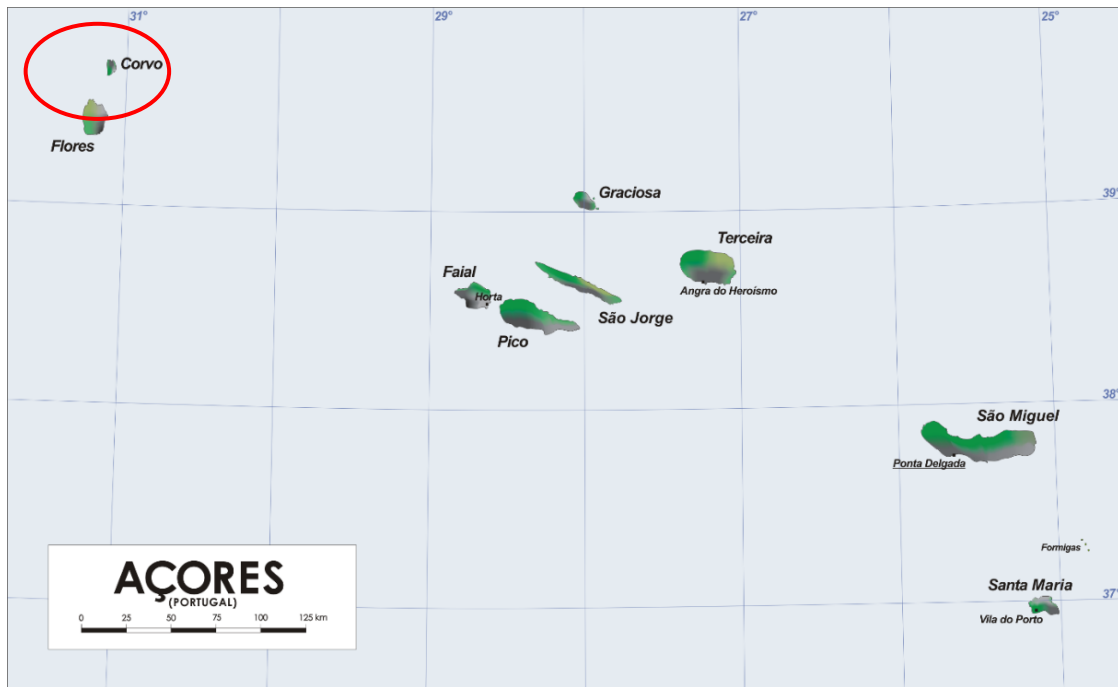 31°
29°
27°
25°
Corvo
Flores
Graciosa
39°
Terceira
Angra do Heroísmo
Faial
Horta
São Jorge
Pico
38°
São Miguel
Ponta Delgada
Formigas
Santa Maria
37°
Vila do Porto
AÇORES
(PORTUGAL)
0 25 50 75 100 125 km